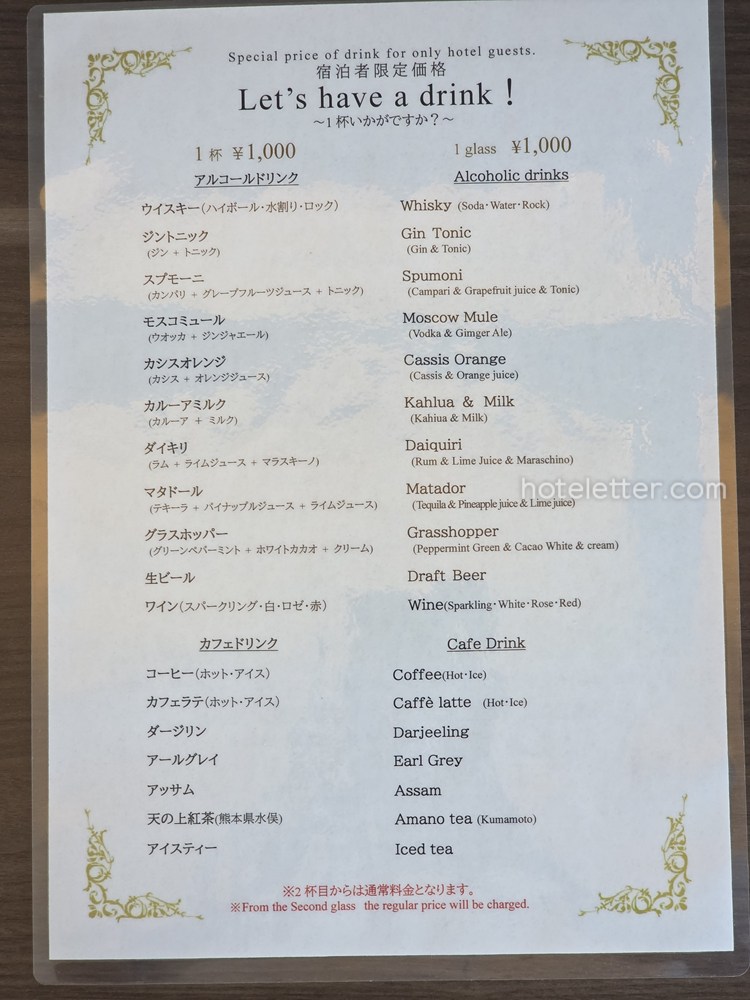 Special price of drink for only hotel guests.
宿泊者限定価格
Let's have a drink！
～1 杯いかがですか？～
1 杯 ¥1,000
1 glass ¥1,000
アルコールドリンク
Alcoholic drinks
ウイスキー（ハイボール・水割り・ロック）
Whisky (Soda・Water・Rock)
ジントニック
Gin Tonic
(ジン + トニック)
(Gin & Tonic)
スプモーニ
Spumoni
(カンパリ + グレープフルーツジュース + トニック)
(Campari & Grapefruit juice & Tonic)
モスコミュール
Moscow Mule
(ウオッカ + ジンジャエール)
(Vodka & Gimger Ale)
カシスオレンジ
Cassis Orange
(カシス + オレンジジュース)
(Cassis & Orange juice)
カルーアミルク
Kahlua & Milk
(カルーア + ミルク)
(Kahiua & Milk)
ダイキリ
Daiquiri
(ラム + ライムジュース + マラスキーノ)
(Rum & Lime Juice & Maraschino)
マタドール
Matador
(テキーラ + パイナップルジュース + ライムジュース)
(Tequila & Pineapple juice & Lime juice)
グラスホッパー
Grasshopper
(グリーンペパーミント + ホワイトカカオ + クリーム)
(Peppermint Green & Cacao White & cream)
生ビール
Draft Beer
ワイン（スパークリング・白・ロゼ・赤）
Wine(Sparkling・White・Rose・Red)
カフェドリンク
Cafe Drink
コーヒー（ホット・アイス）
Coffee(Hot・Ice)
カフェラテ（ホット・アイス）
Caffè latte (Hot・Ice)
ダージリン
Darjeeling
アールグレイ
Earl Grey
アッサム
Assam
天の上紅茶(熊本県水俣)
Amano tea (Kumamoto)
アイスティー
Iced tea
※2 杯目からは通常料金となります。
※From the Second glass the regular price will be charged.
hoteletter.com